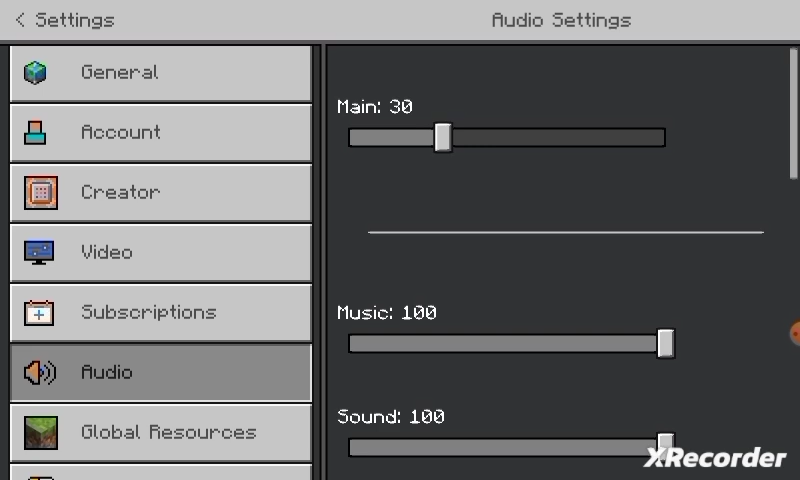 < Settings
Audio Settings
General
Account
Creator
Video
Subscriptions
Audio
Global Resources
Main: 30
Music: 100
Sound: 100
XRecorder